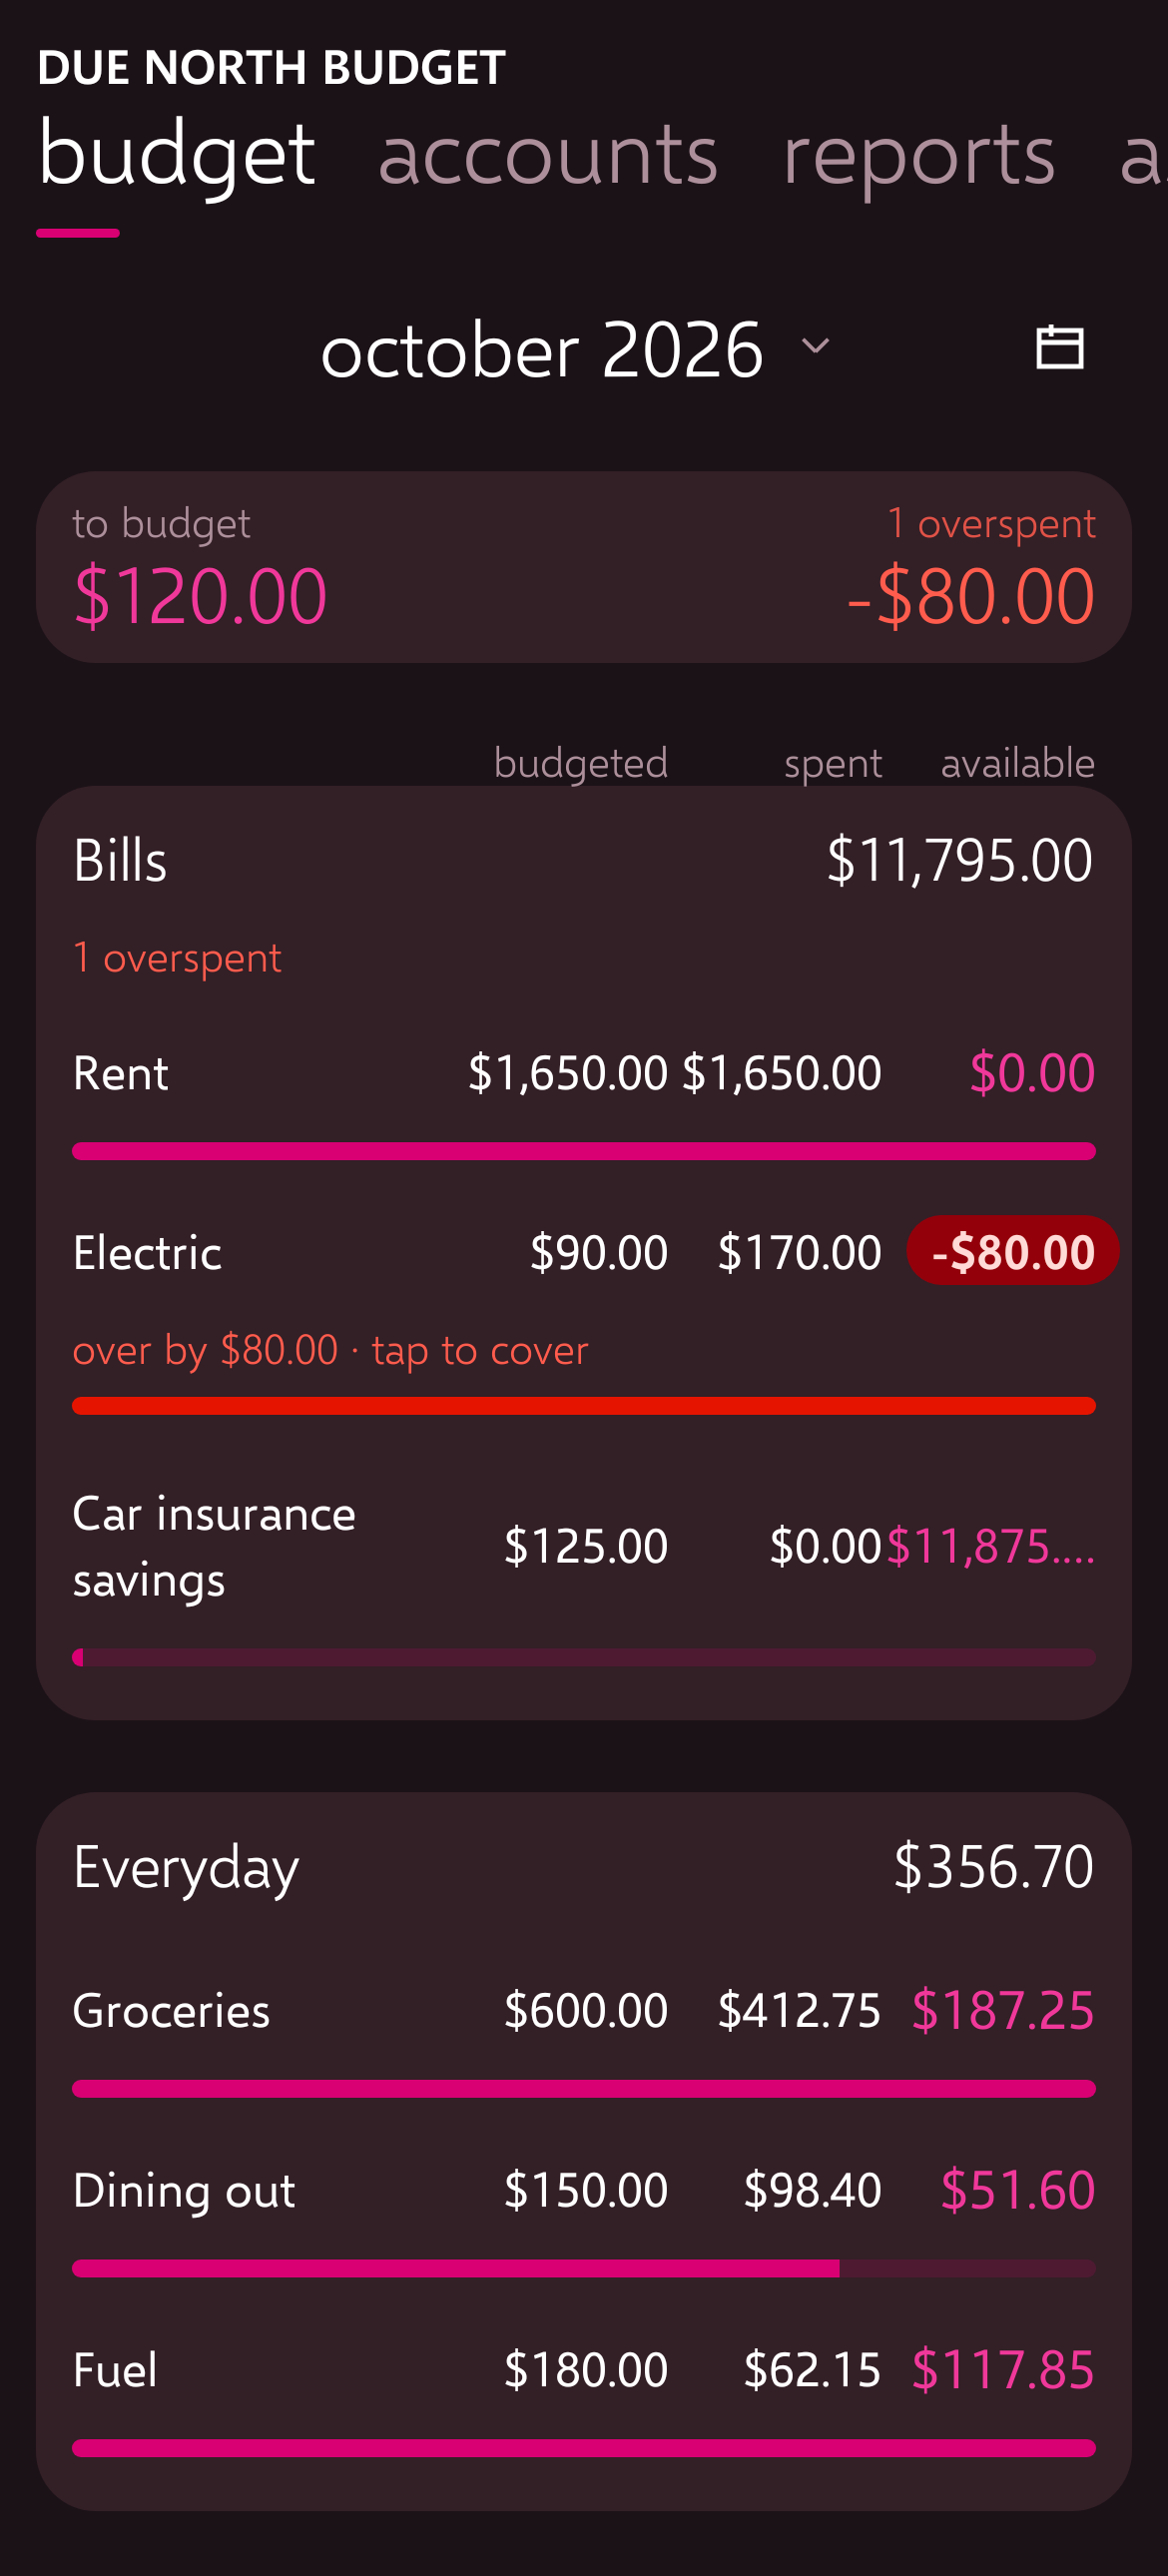 DUE NORTH BUDGET
budget accounts reports a
october 2026
to budget 1 overspent
$120.00 -$80.00
budgeted spent available
Bills $11,795.00
1 overspent
Rent $1,650.00 $1,650.00 $0.00
Electric $90.00 $170.00 -$80.00
over by $80.00 · tap to cover
Car insurance
savings $125.00 $0.00 $11,875....
Everyday $356.70
Groceries $600.00 $412.75 $187.25
Dining out $150.00 $98.40 $51.60
Fuel $180.00 $62.15 $117.85